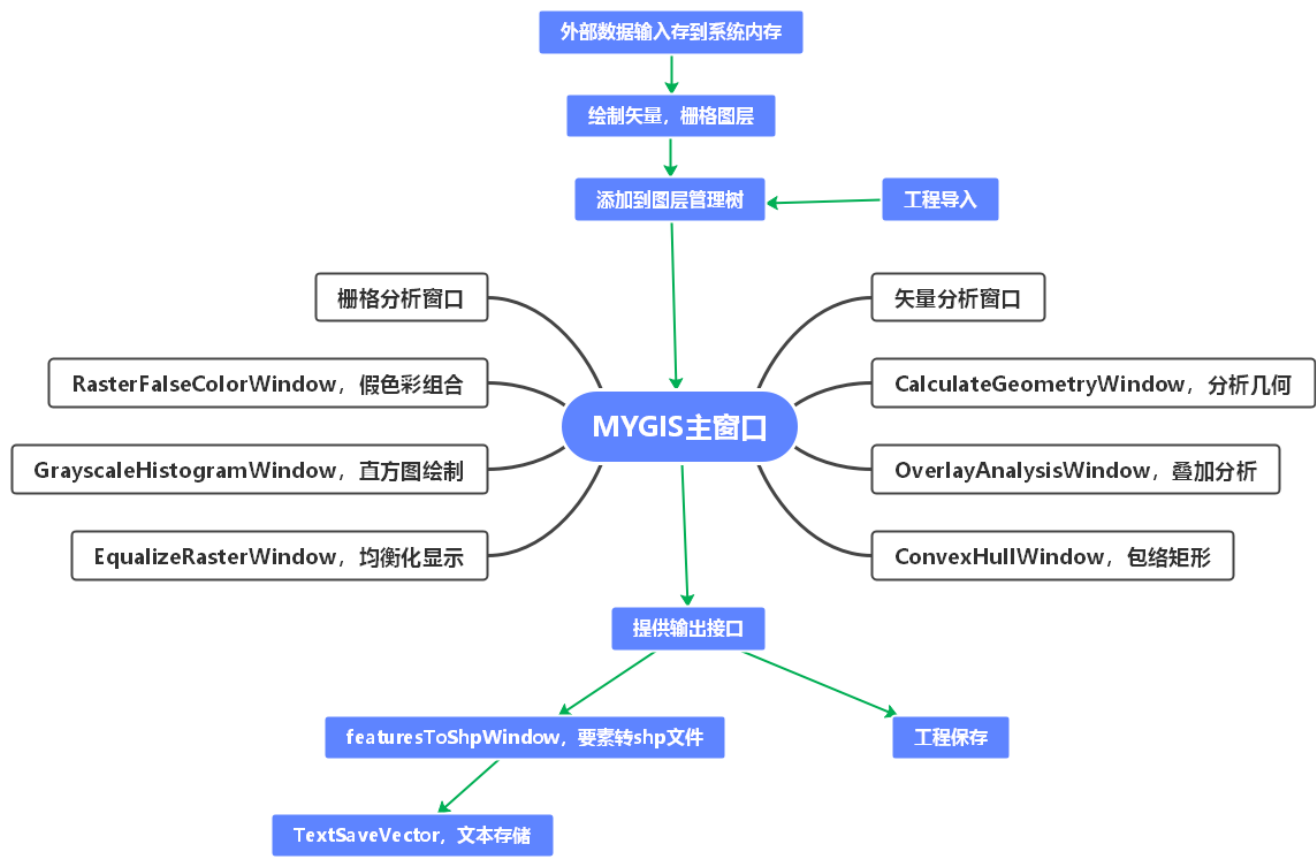 外部数据输入存到系统内存
绘制矢量，栅格图层
添加到图层管理树
工程导入
栅格分析窗口
矢量分析窗口
RasterFalseColorWindow，假色彩组合
CalculateGeometryWindow，分析几何
MYGIS主窗口
GrayscaleHistogramWindow，直方图绘制
OverlayAnalysisWindow，叠加分析
EqualizeRasterWindow，均衡化显示
ConvexHullWindow，包络矩形
提供输出接口
featuresToShpWindow，要素转shp文件
工程保存
TextSaveVector，文本存储